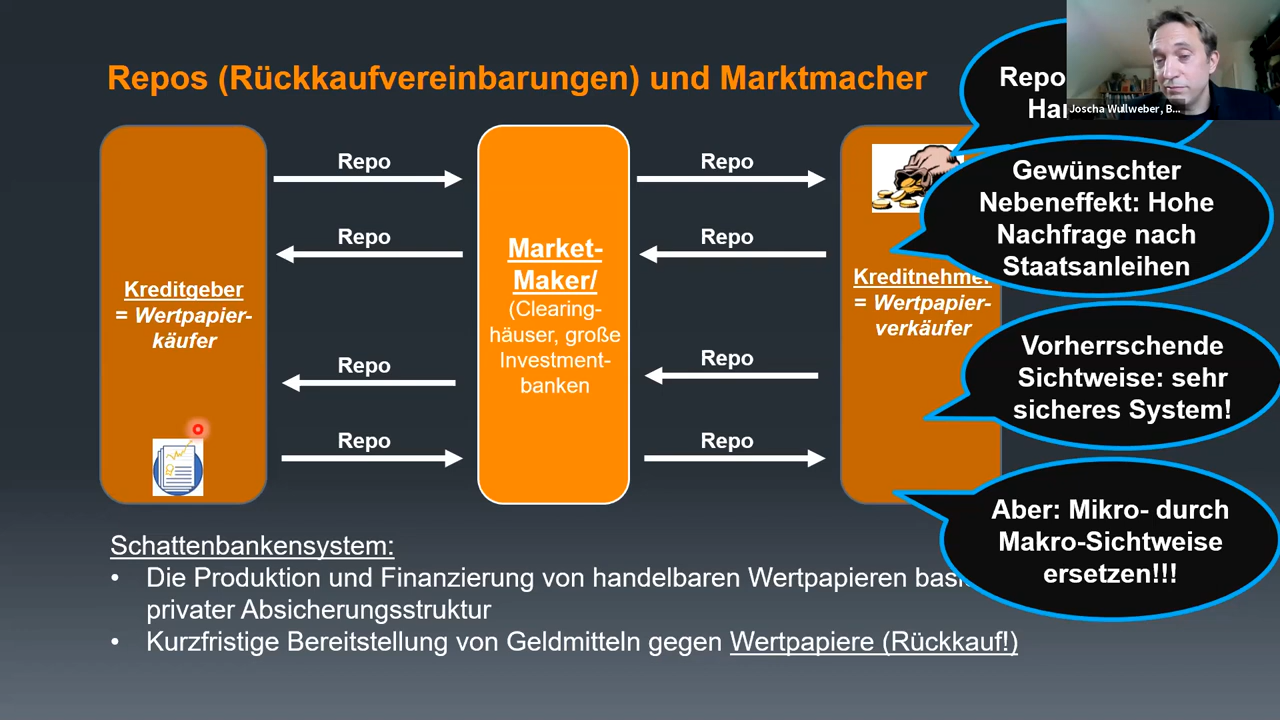 Repos (Rückkaufvereinbarungen) und Marktmacher
Joscha Wullweber, B...
Repo
Repo
Repo
Repo
Repo
Repo
Repo
Repo
Kreditgeber
= Wertpapier-
käufer
Market-
Maker/
(Clearing-
häuser, große
Investment-
banken
= Wertpapier-
verkäufer
Gewünschter
Nebeneffekt: Hohe
Nachfrage nach
Staatsanleihen
Vorherrschende
Sichtweise: sehr
sicheres System!
Aber: Mikro- durch
Makro-Sichtweise
ersetzen!!!
Schattenbankensystem:
• Die Produktion und Finanzierung von handelbaren Wertpapieren
privater Absicherungsstruktur
• Kurzfristige Bereitstellung von Geldmitteln gegen Wertpapiere (Rückkauf!)